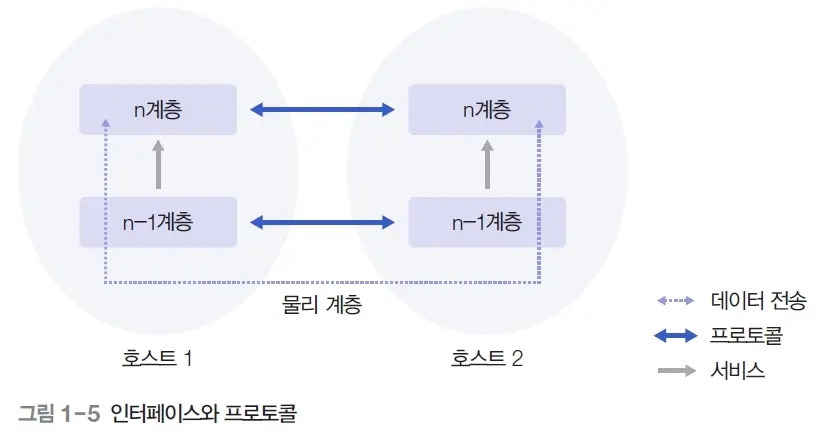 n계층
n계층
n-1계층
n-1계층
물리 계층
호스트 1
호스트 2
데이터 전송
프로토콜
서비스
그림 1-5 인터페이스와 프로토콜